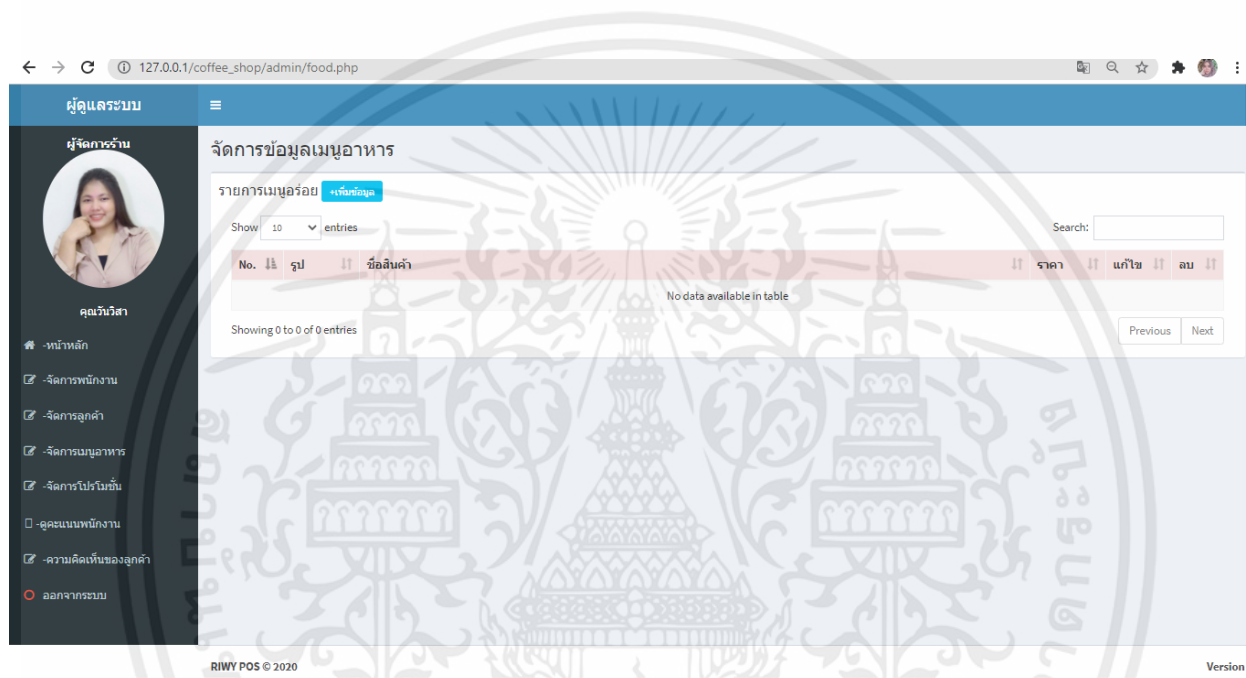 127.0.0.1/coffee_shop/admin/food.php
ผู้ดูแลระบบ
ผู้จัดการร้าน
คุณวันวิสา
-หน้าหลัก
-จัดการพนักงาน
-จัดการลูกค้า
-จัดการเมนูอาหาร
-จัดการโปรโมชั่น
-ดูคะแนนพนักงาน
-ความคิดเห็นของลูกค้า
ออกจากระบบ
จัดการข้อมูลเมนูอาหาร
รายการเมนูอร่อย +เพิ่มข้อมูล
Show 10 entries Search:
No. รูป ชื่อสินค้า ราคา แก้ไข ลบ
No data available in table
Showing 0 to 0 of 0 entries Previous Next
RIWY POS © 2020 Version